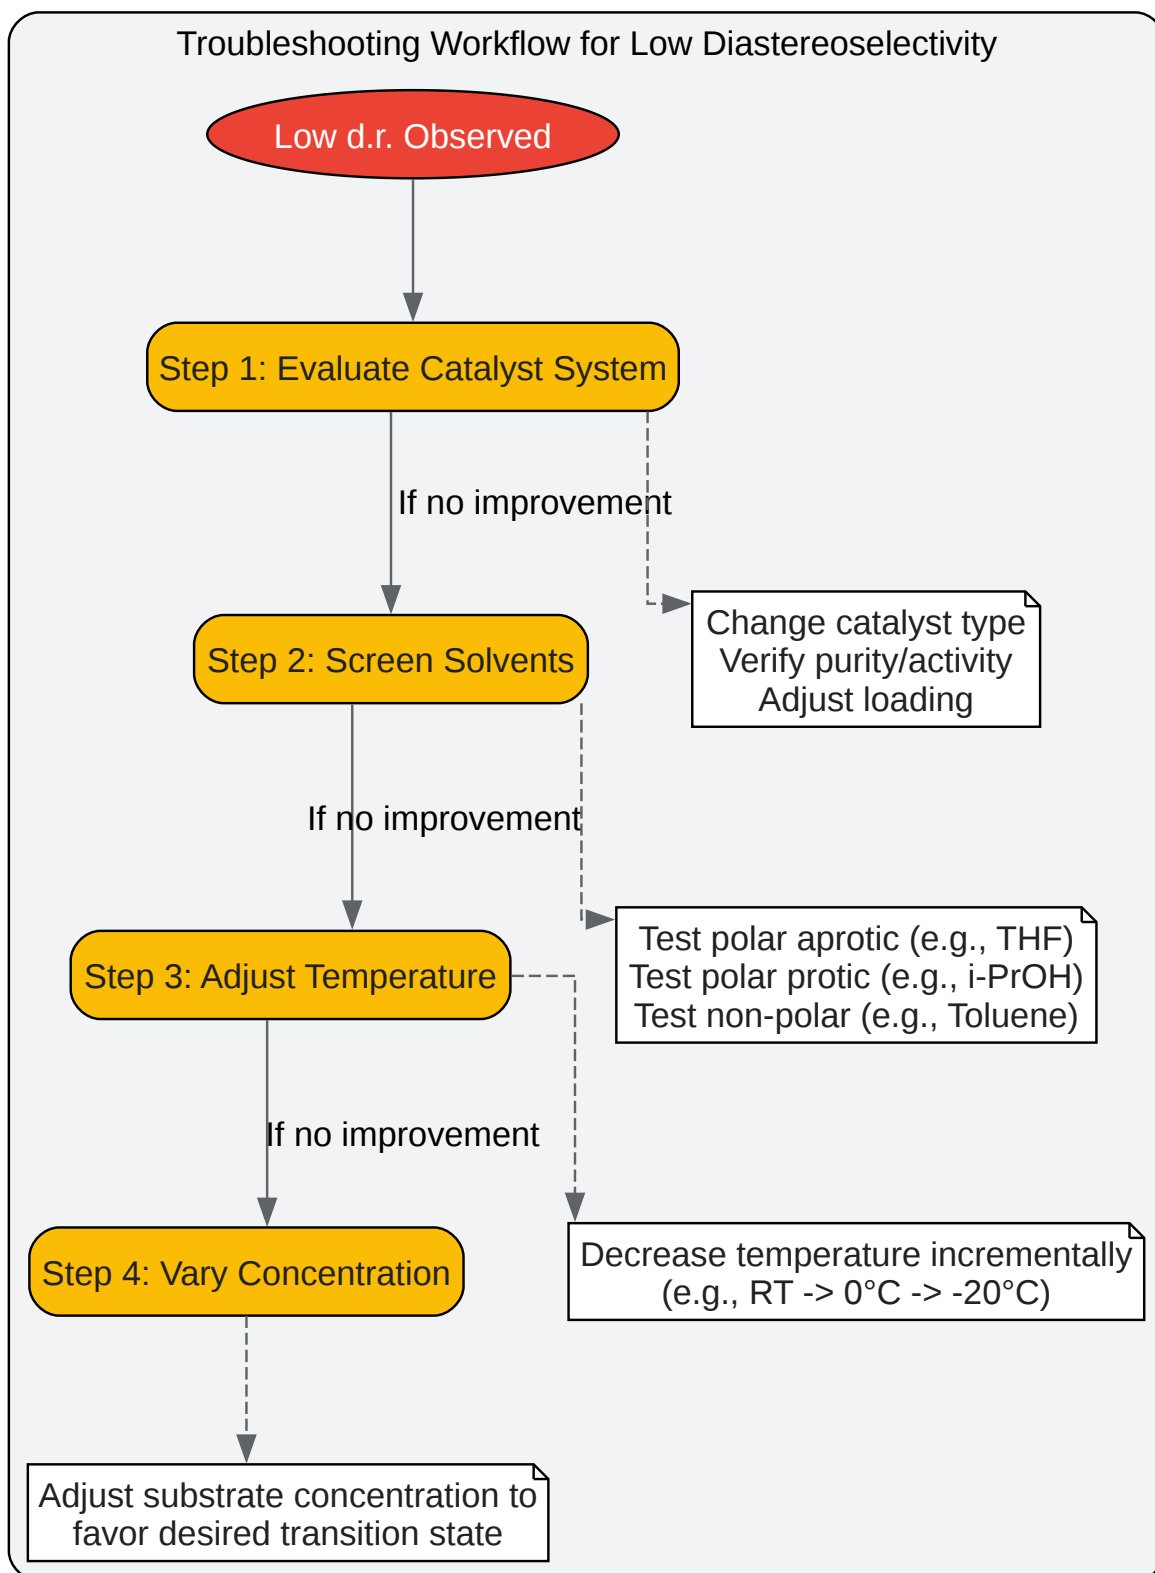 Troubleshooting Workflow for Low Diastereoselectivity
Low d.r. Observed
Step 1: Evaluate Catalyst System
If no improvement
Change catalyst type
Verify purity/activity
Adjust loading
Step 2: Screen Solvents
If no improvement
Test polar aprotic (e.g., THF)
Test polar protic (e.g., i-PrOH)
Test non-polar (e.g., Toluene)
Step 3: Adjust Temperature
If no improvement
Decrease temperature incrementally
(e.g., RT -> 0°C -> -20°C)
Step 4: Vary Concentration
Adjust substrate concentration to
favor desired transition state